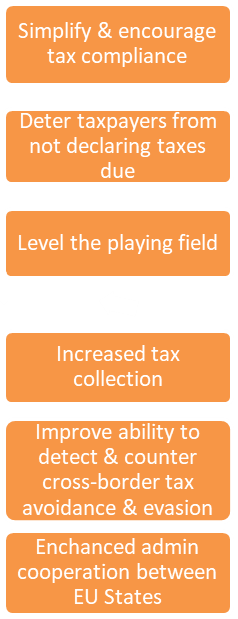 Simplify & encourage
tax compliance
Deter taxpayers from
not declaring taxes
due
Level the playing field
Increased tax
collection
Improve ability to
detect & counter
cross-border tax
avoidance & evasion
Enchanced admin
cooperation between
EU States